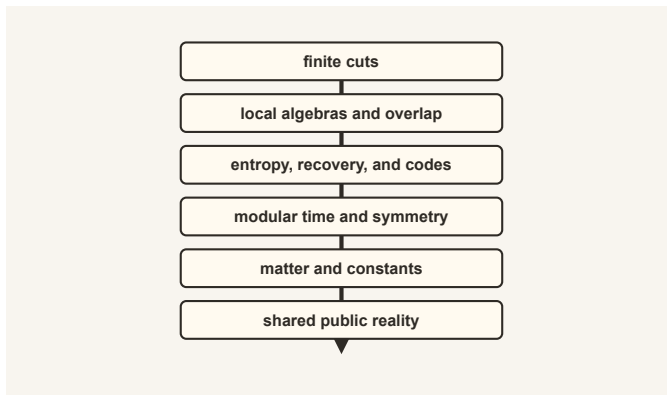 finite cuts
local algebras and overlap
entropy, recovery, and codes
modular time and symmetry
matter and constants
shared public reality